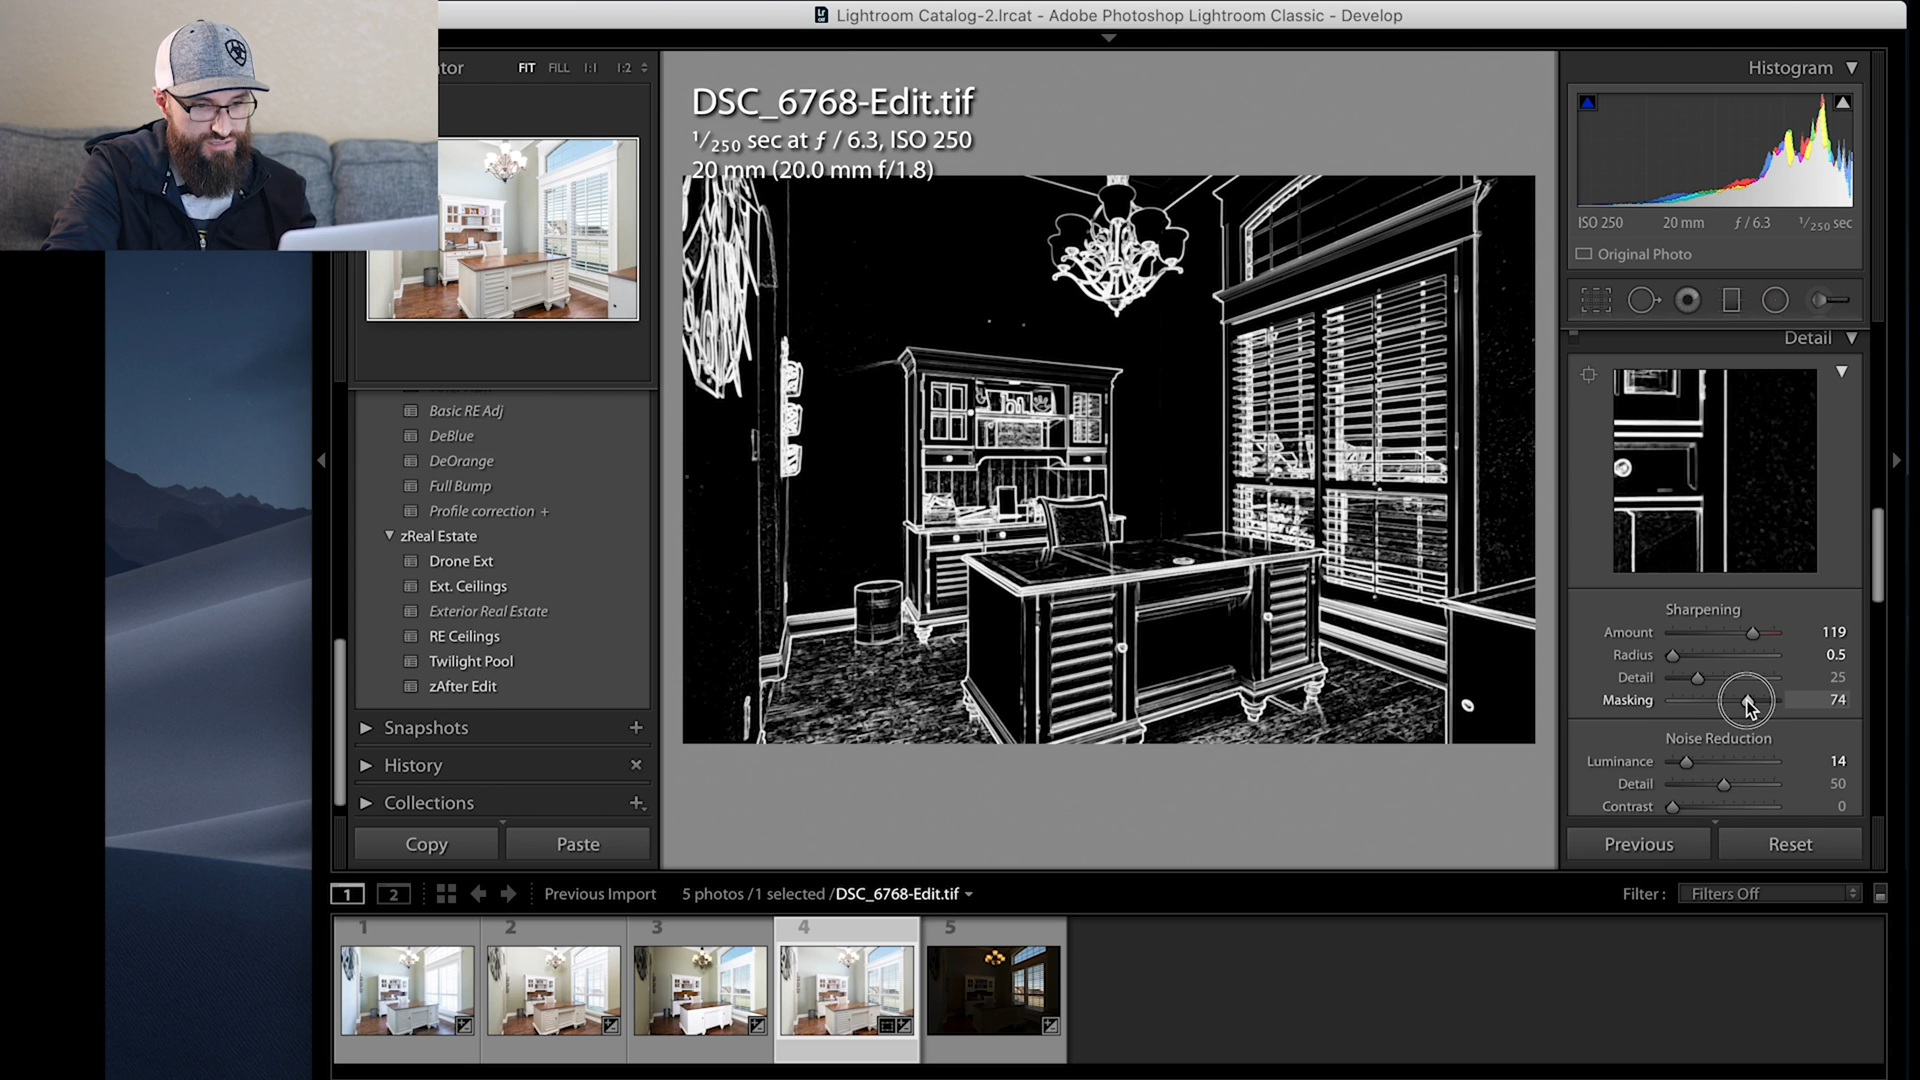 Lr
Lightroom Catalog-2.lrcat - Adobe Photoshop Lightroom Classic - Develop
tor
FIT FILL 1:1 1:2
DSC_6768-Edit.tif
1/250 sec at ƒ / 6.3, ISO 250
20 mm (20.0 mm f/1.8)
Basic RE Adj
DeBlue
DeOrange
Full Bump
Profile correction +
zReal Estate
Drone Ext
Ext. Ceilings
Exterior Real Estate
RE Ceilings
Twilight Pool
zAfter Edit
Snapshots +
History ×
Collections +
Copy Paste
Histogram
ISO 250 20 mm ƒ / 6.3 1/250 sec
Original Photo
Detail
Sharpening
Amount 119
Radius 0.5
Detail 25
Masking 74
Noise Reduction
Luminance 14
Detail 50
Contrast 0
Previous Reset
1 2 Previous Import 5 photos / 1 selected / DSC_6768-Edit.tif
Filter : Filters Off
1 2 3 4 5